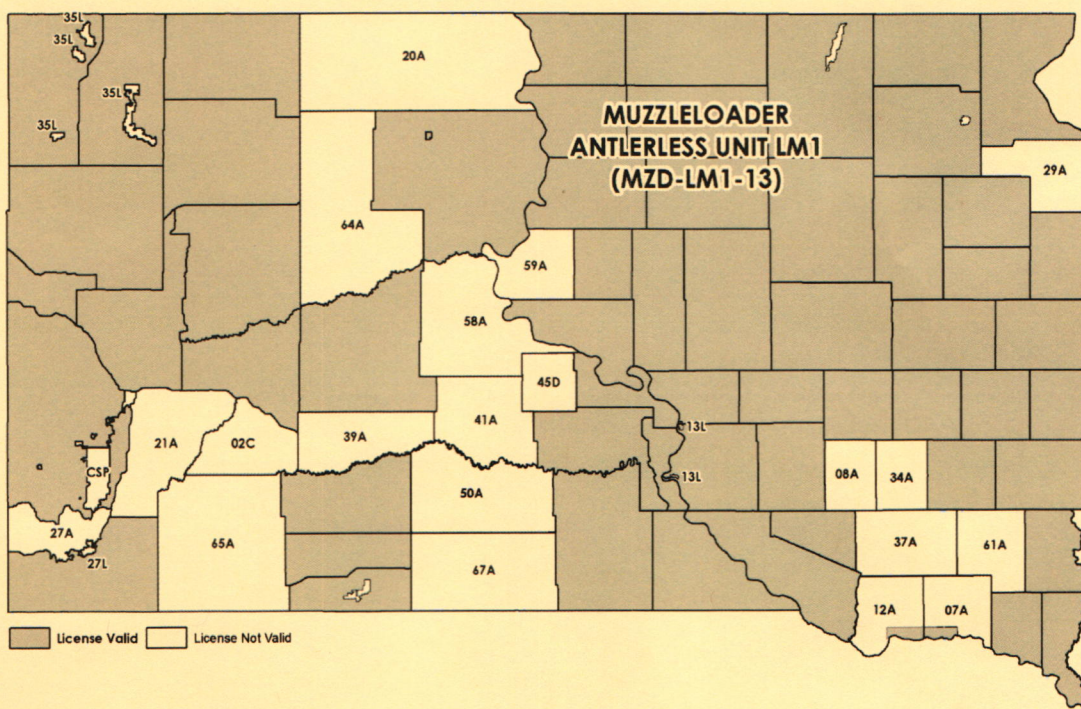 35L
35L
20A
35L
35L
MUZZLELOADER
ANTLERLESS UNIT LM1
(MZD-LM1-13)
29A
64A
59A
58A
45D
21A
02C
39A
41A
13L
CSP
13L
08A
34A
50A
27A
65A
37A
61A
27L
67A
12A
07A
License Valid
License Not Valid